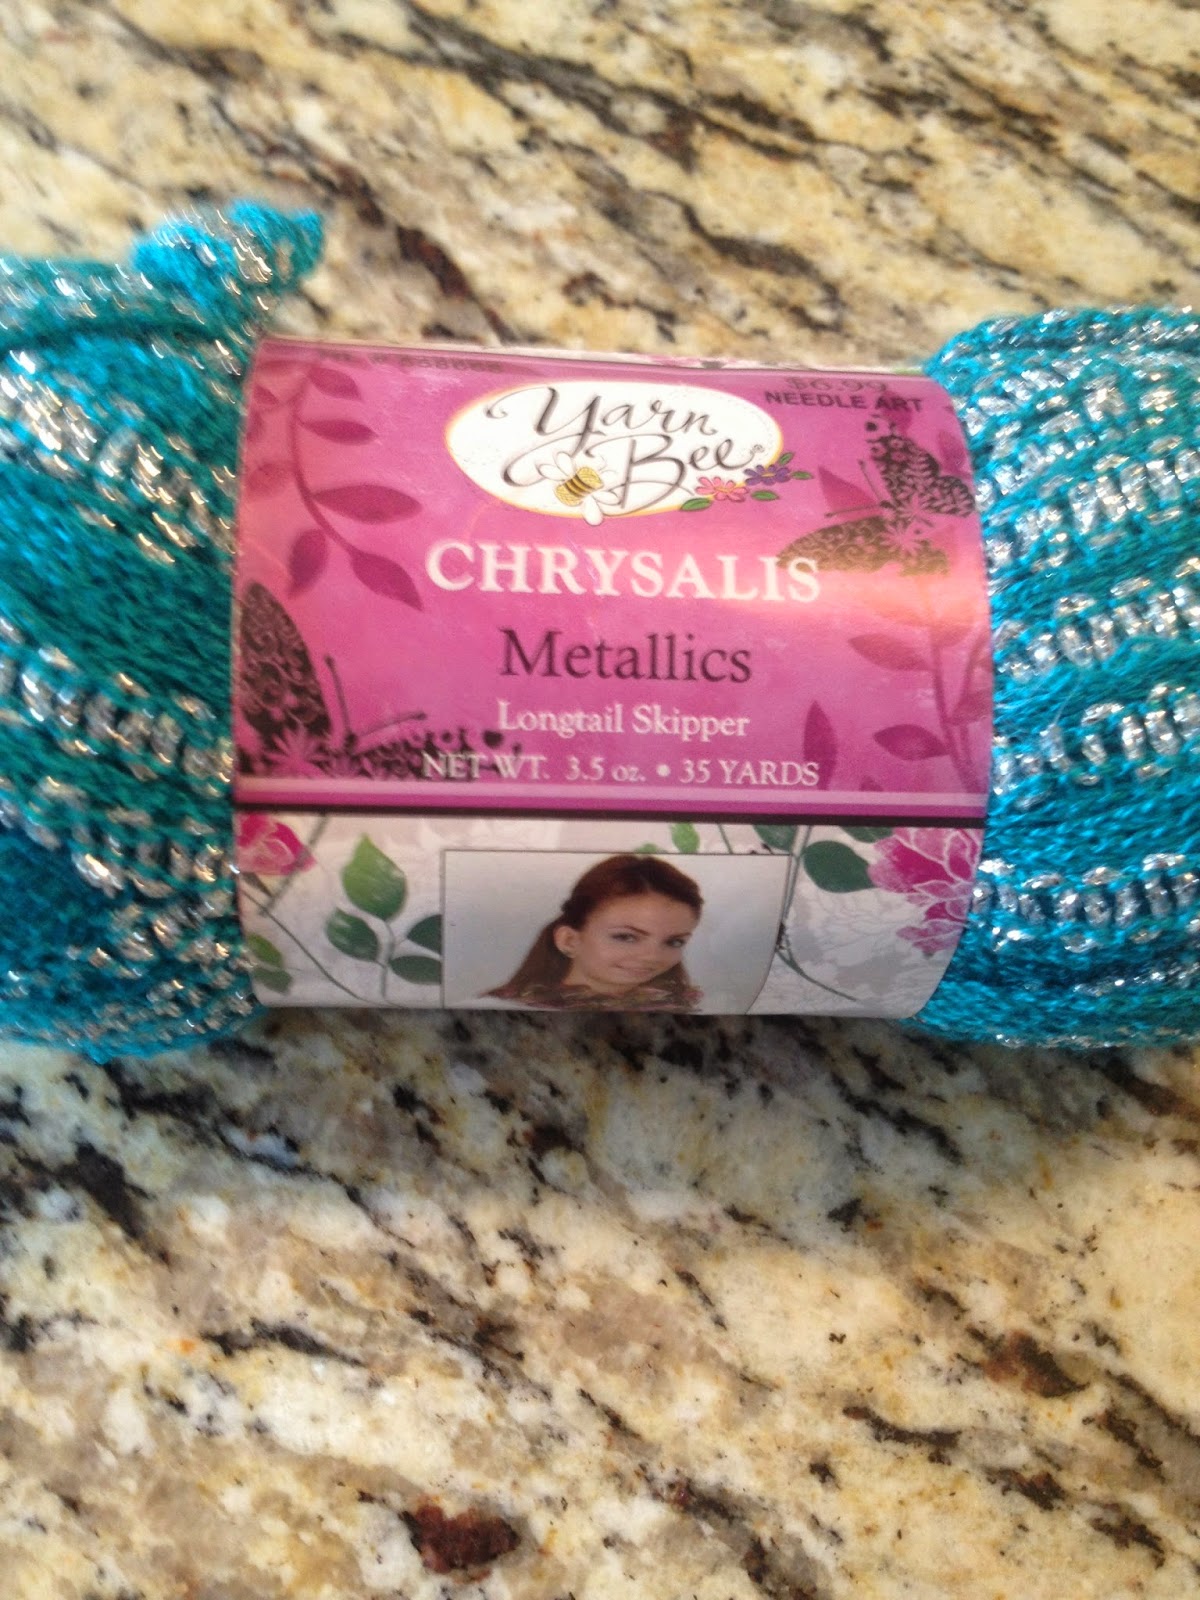 $6.99
NEEDLE ART
Yarn
Bee
CHRYSALIS
Metallics
Longtail Skipper
NET WT. 3.5 oz. • 35 YARDS